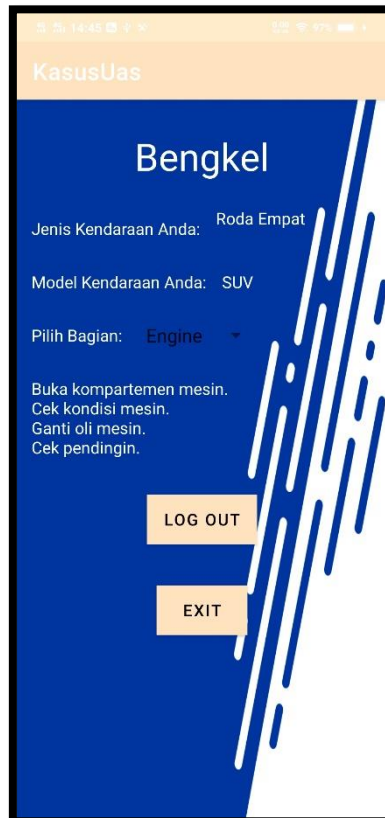 14:45
97%
KasusUas
Bengkel
Jenis Kendaraan Anda: Roda Empat
Model Kendaraan Anda: SUV
Pilih Bagian: Engine
Buka kompartemen mesin.
Cek kondisi mesin.
Ganti oli mesin.
Cek pendingin.
LOG OUT
EXIT